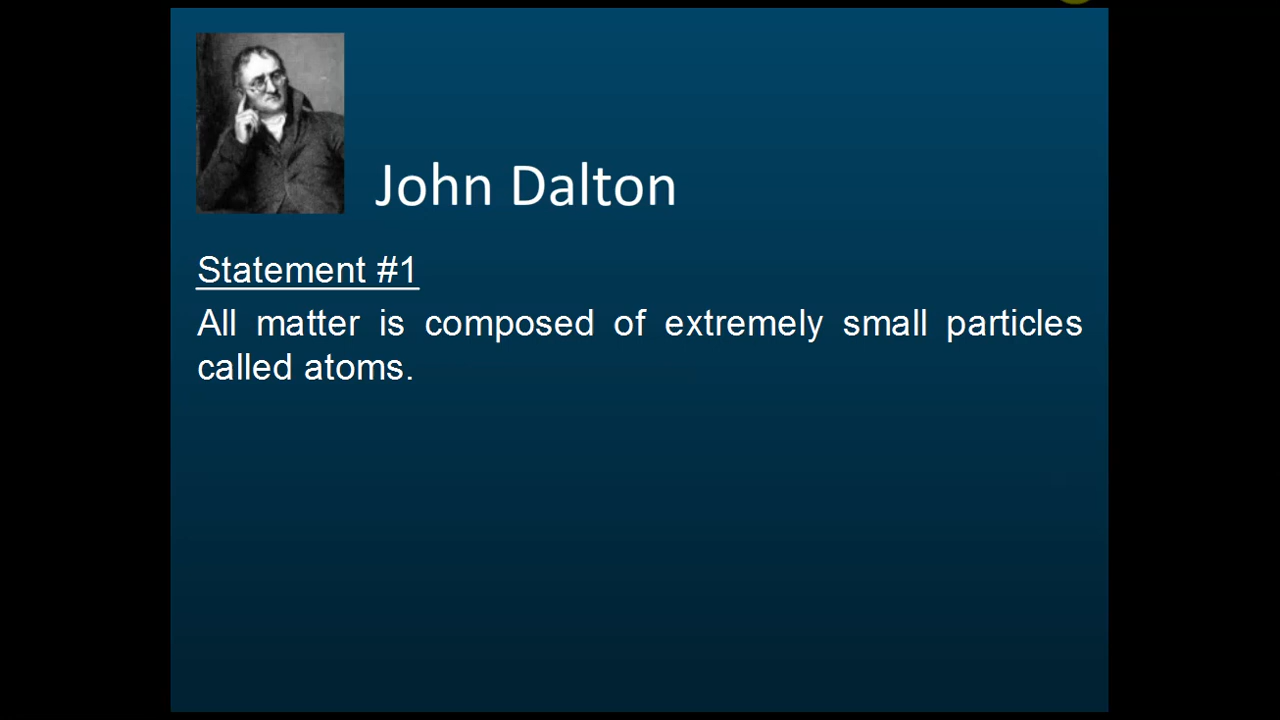 John Dalton
Statement #1
All matter is composed of extremely small particles
called atoms.